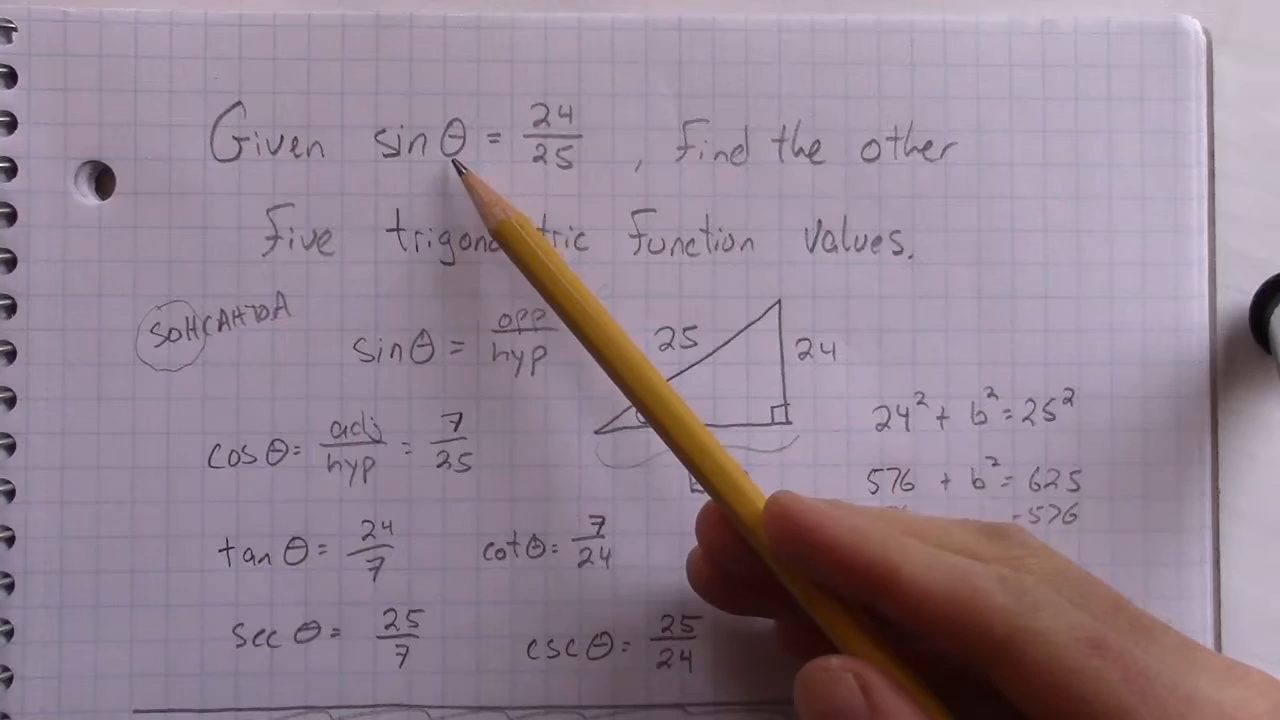 Given sin θ = 24/25 , find the other
five trigono tric function values.
SOHCAHTOA
sin θ = opp/hyp
25
24
cos θ = adj/hyp = 7/25
24² + b² = 25²
576 + b² = 625
-576
tan θ = 24/7
cot θ = 7/24
sec θ = 25/7
csc θ = 25/24